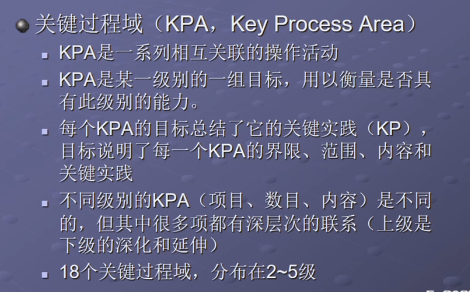 关键过程域（KPA，Key Process Area）
KPA是一系列相互关联的操作活动
KPA是某一级别的一组目标，用以衡量是否具
有此级别的能力。
每个KPA的目标总结了它的关键实践（KP），
目标说明了每一个KPA的界限、范围、内容和
关键实践
不同级别的KPA（项目、数目、内容）是不同
的，但其中很多项都有深层次的联系（上级是
下级的深化和延伸）
18个关键过程域，分布在2~5级